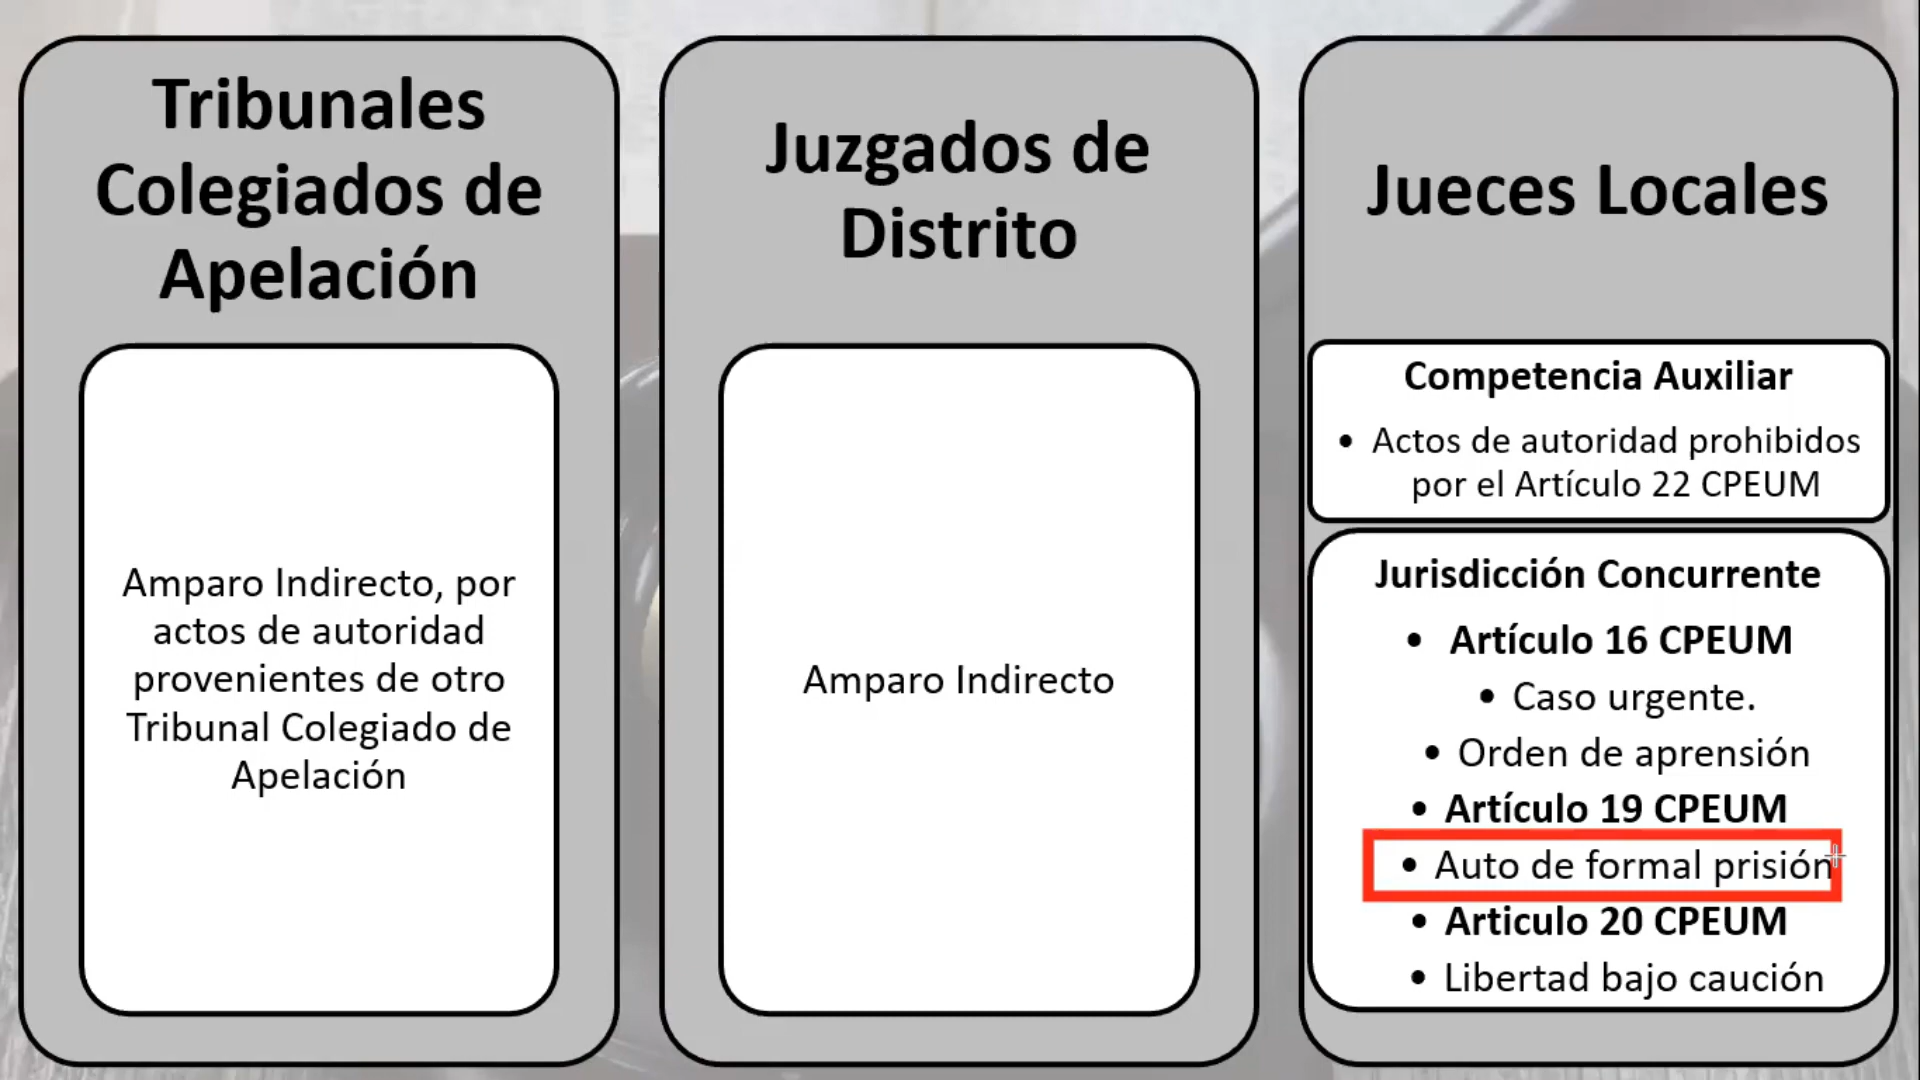 Tribunales
Colegiados de
Apelación
Amparo Indirecto, por
actos de autoridad
provenientes de otro
Tribunal Colegiado de
Apelación
Juzgados de
Distrito
Amparo Indirecto
Jueces Locales
Competencia Auxiliar
• Actos de autoridad prohibidos
por el Artículo 22 CPEUM
Jurisdicción Concurrente
• Artículo 16 CPEUM
• Caso urgente.
• Orden de aprensión
• Artículo 19 CPEUM
• Auto de formal prisión
• Articulo 20 CPEUM
• Libertad bajo caución